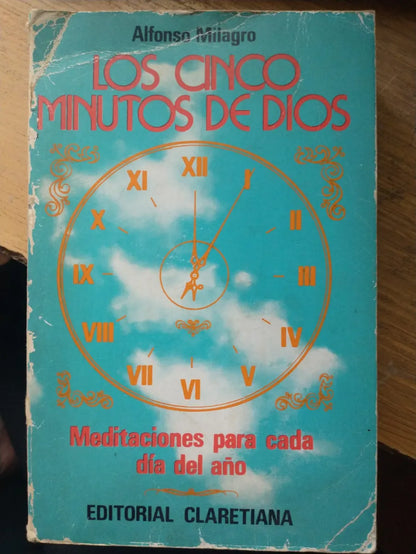 Alfonso Milagro
LOS CINCO
MINUTOS DE DIOS
XII
I
II
III
IV
V
VI
VII
VIII
IX
X
XI
Meditaciones para cada
día del año
EDITORIAL CLARETIANA